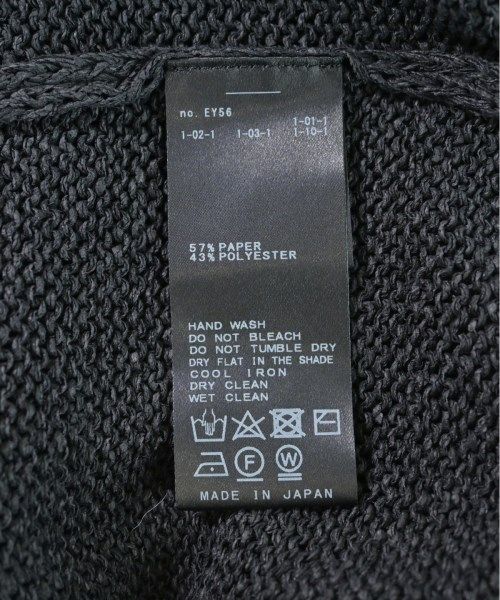 no. EY56
1-01-1
1-02-1 1-03-1 1-10-1
57% PAPER
43% POLYESTER
HAND WASH
DO NOT BLEACH
DO NOT TUMBLE DRY
DRY FLAT IN THE SHADE
COOL IRON
DRY CLEAN
WET CLEAN
F W
MADE IN JAPAN